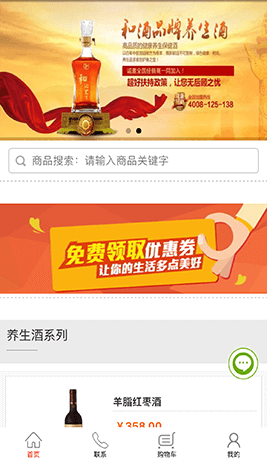 和酒品牌养生酒
高品质的健康养生保健酒
诚意全国经销商一同加入！
超好扶持政策，让您无后顾之忧！
4008-125-138
商品搜索：请输入商品关键字
免费领取优惠券
让你的生活多点美好
养生酒系列
羊脂红枣酒
￥358.00
首页
联系
购物车
我的